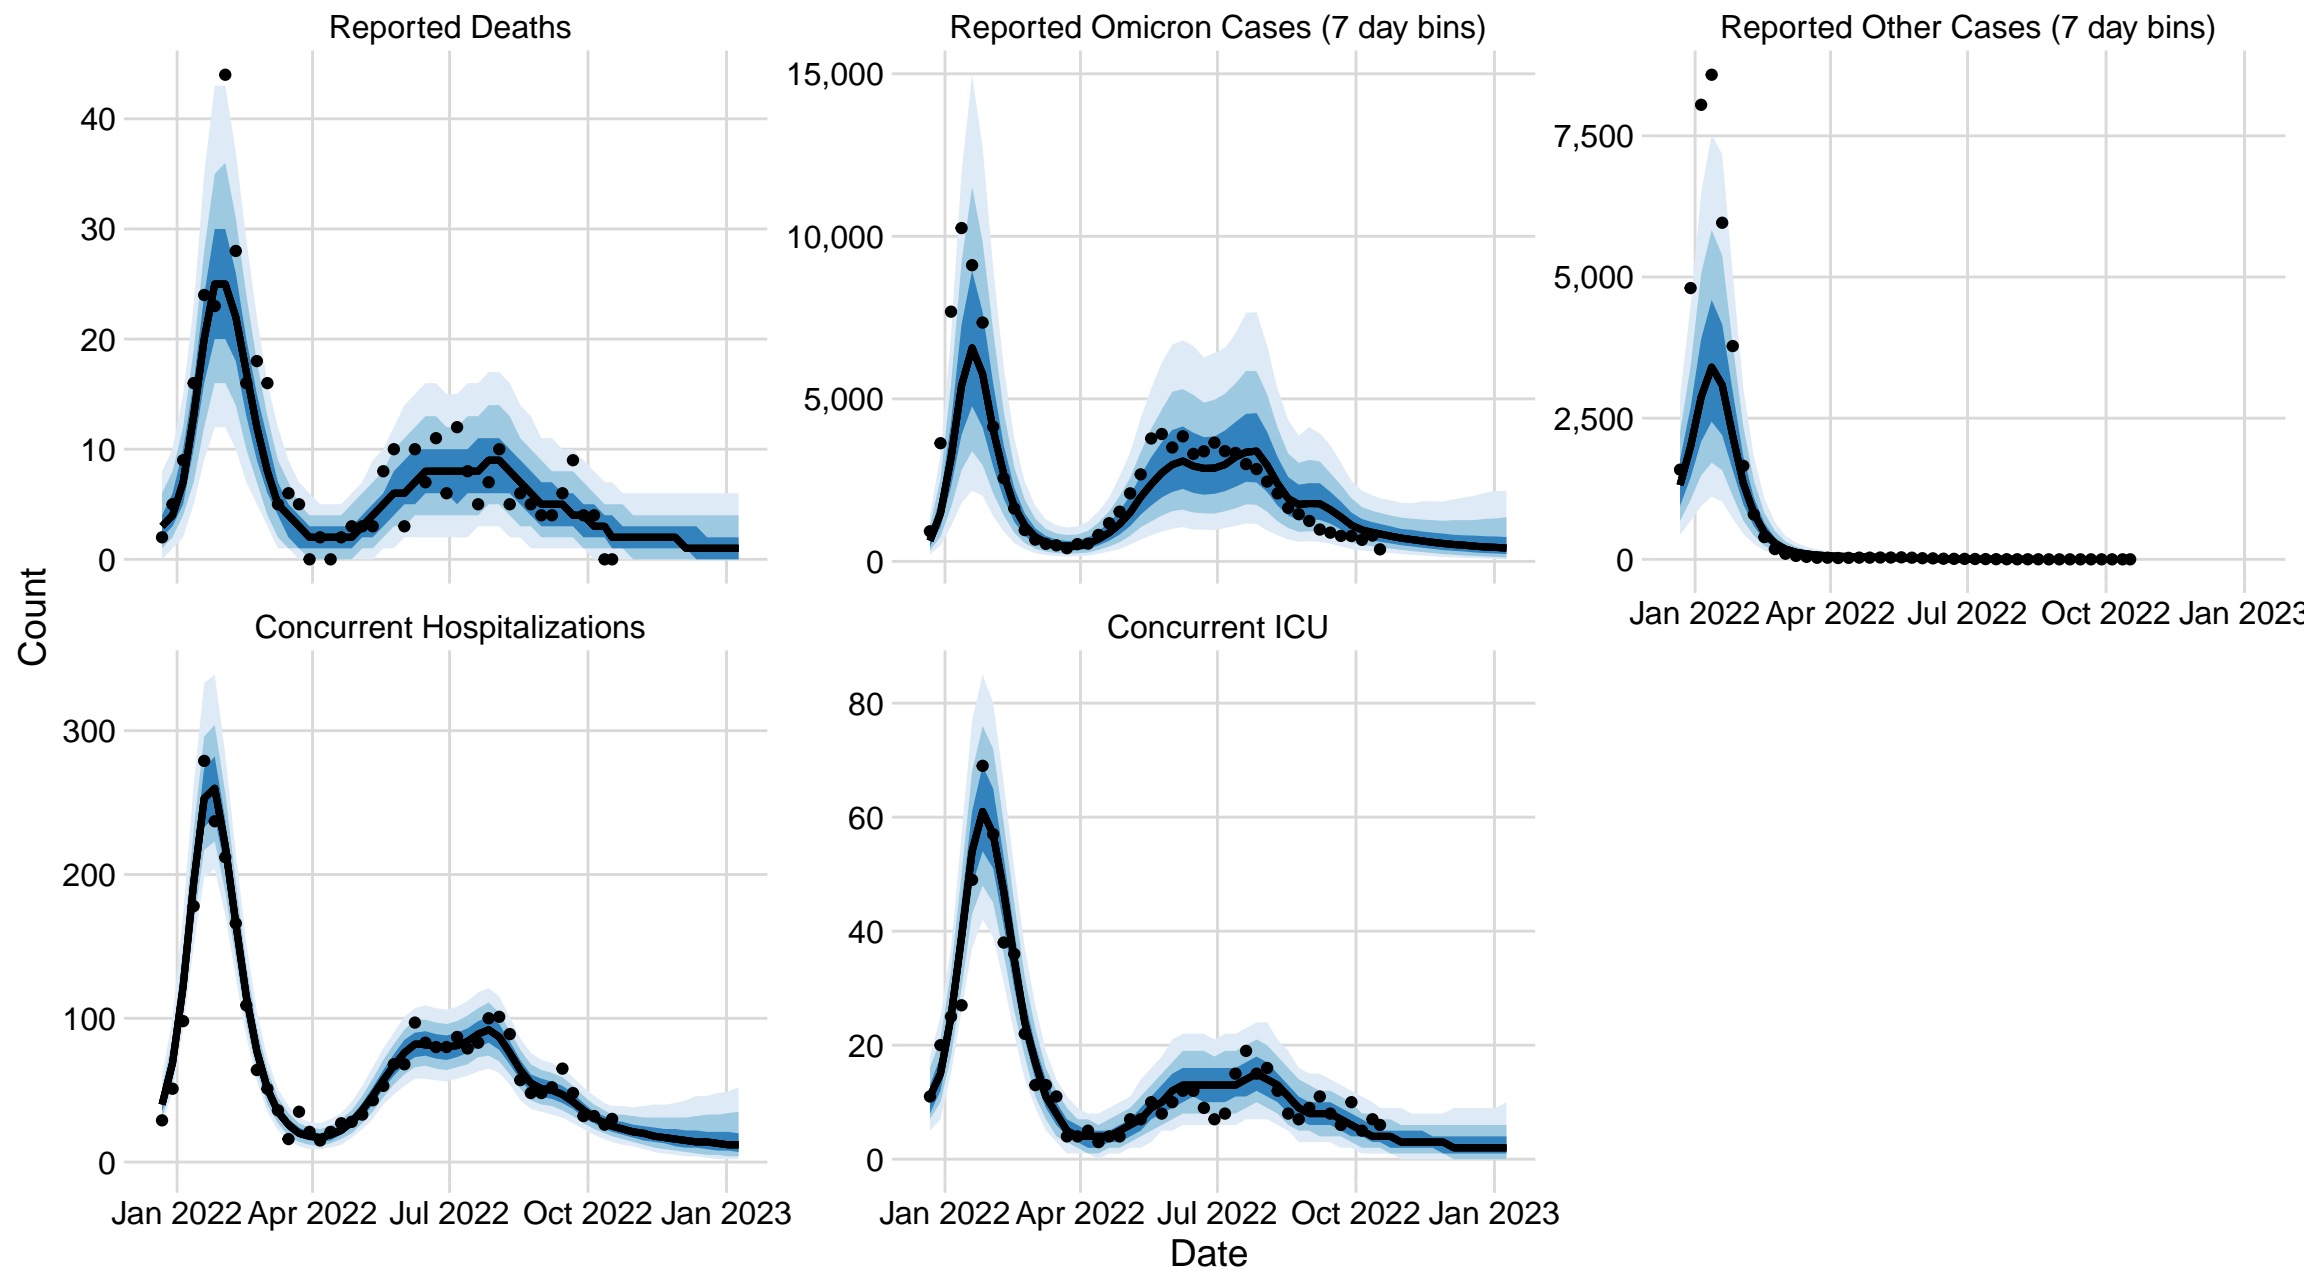 Reported Deaths
Reported Omicron Cases (7 day bins)
Reported Other Cases (7 day bins)
40
30
20
10
0
15,000
10,000
5,000
0
7,500
5,000
2,500
0
Jan 2022 Apr 2022 Jul 2022 Oct 2022 Jan 2023
Count
Concurrent Hospitalizations
Concurrent ICU
300
200
100
0
80
60
40
20
0
Jan 2022 Apr 2022 Jul 2022 Oct 2022 Jan 2023
Jan 2022 Apr 2022 Jul 2022 Oct 2022 Jan 2023
Date